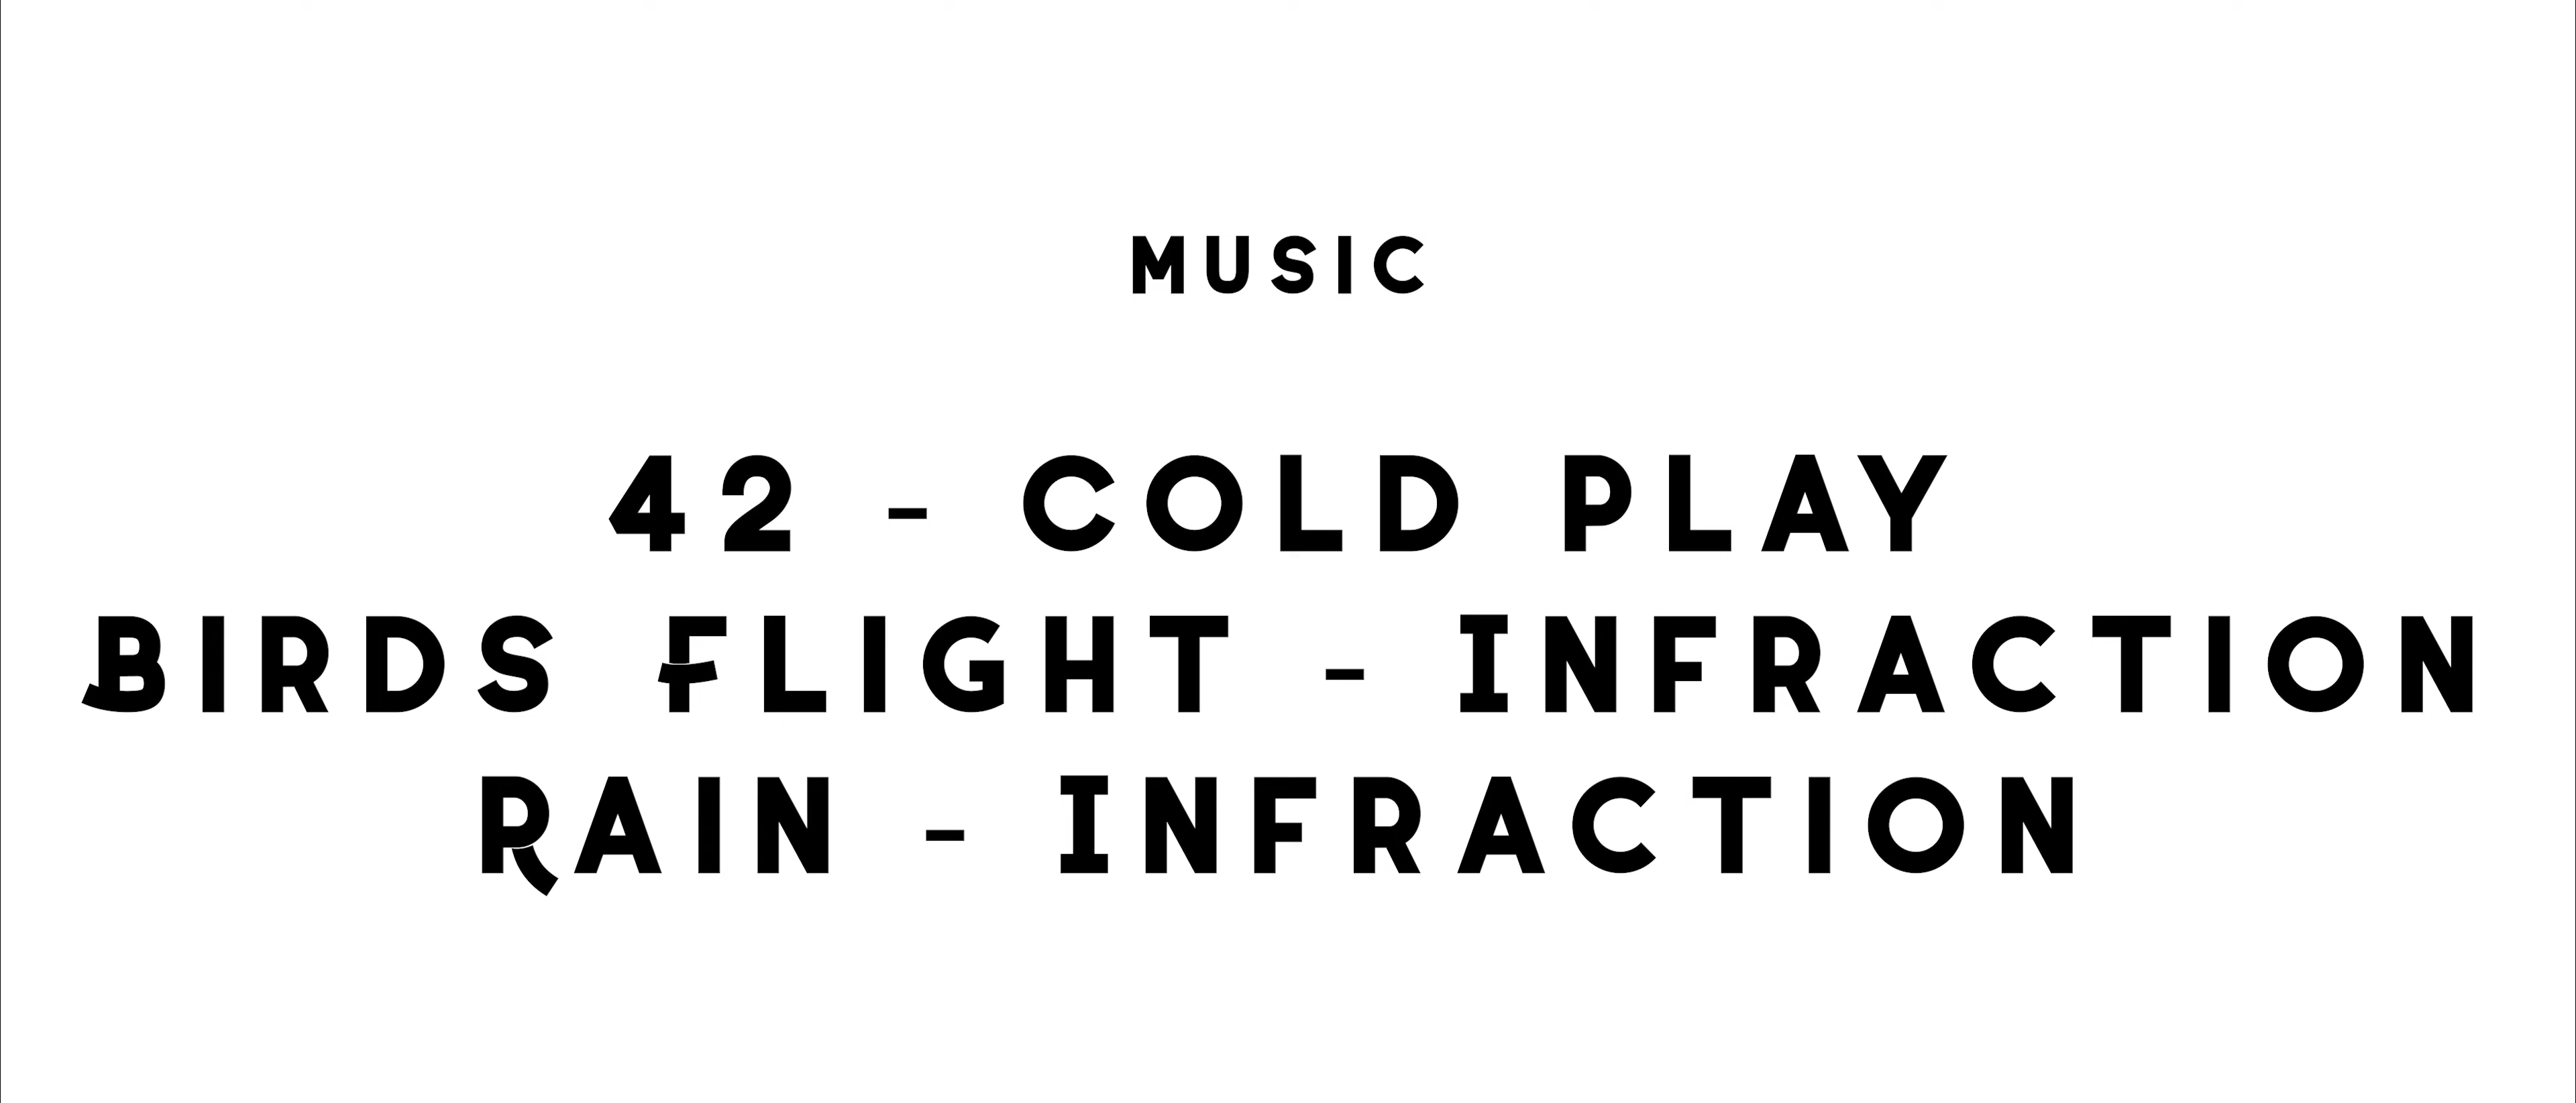 MUSIC
42 - COLD PLAY
BIRDS FLIGHT - INFRACTION
RAIN - INFRACTION